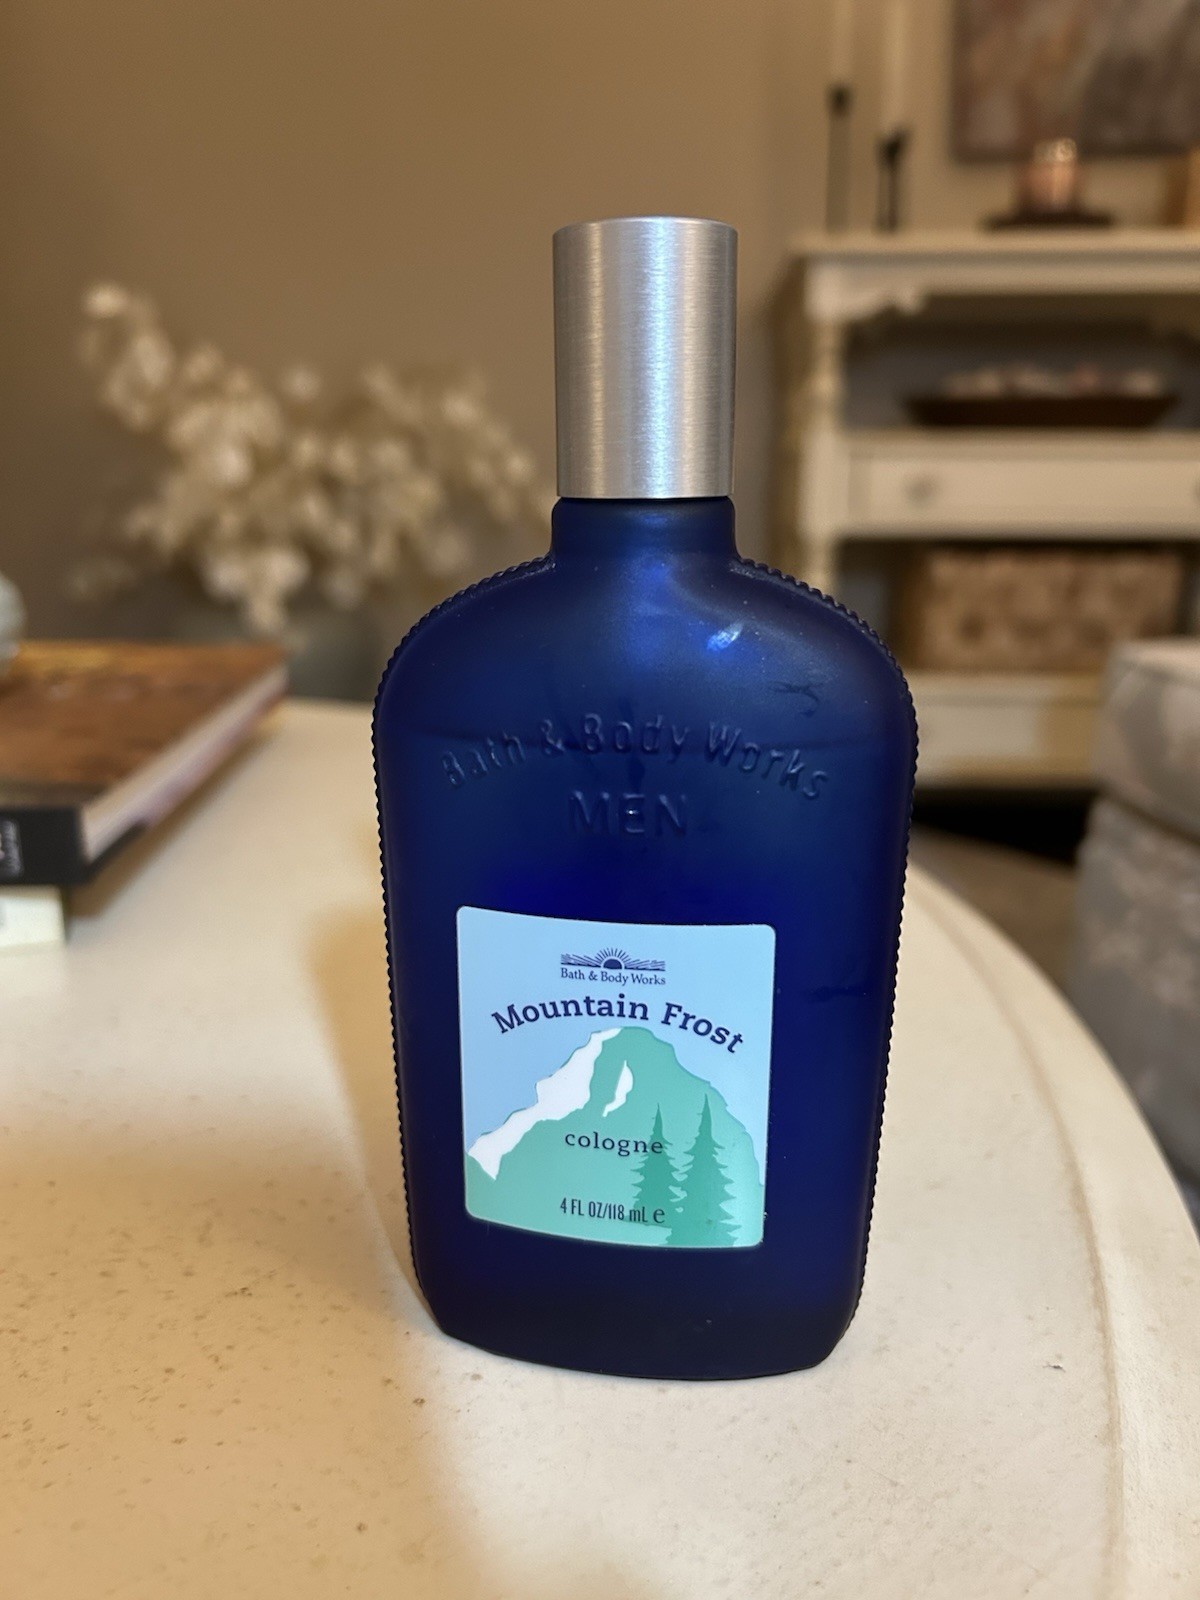 Bath & Body Works
MEN
Bath & Body Works
Mountain Frost
cologne
4 FL OZ/118 mL e